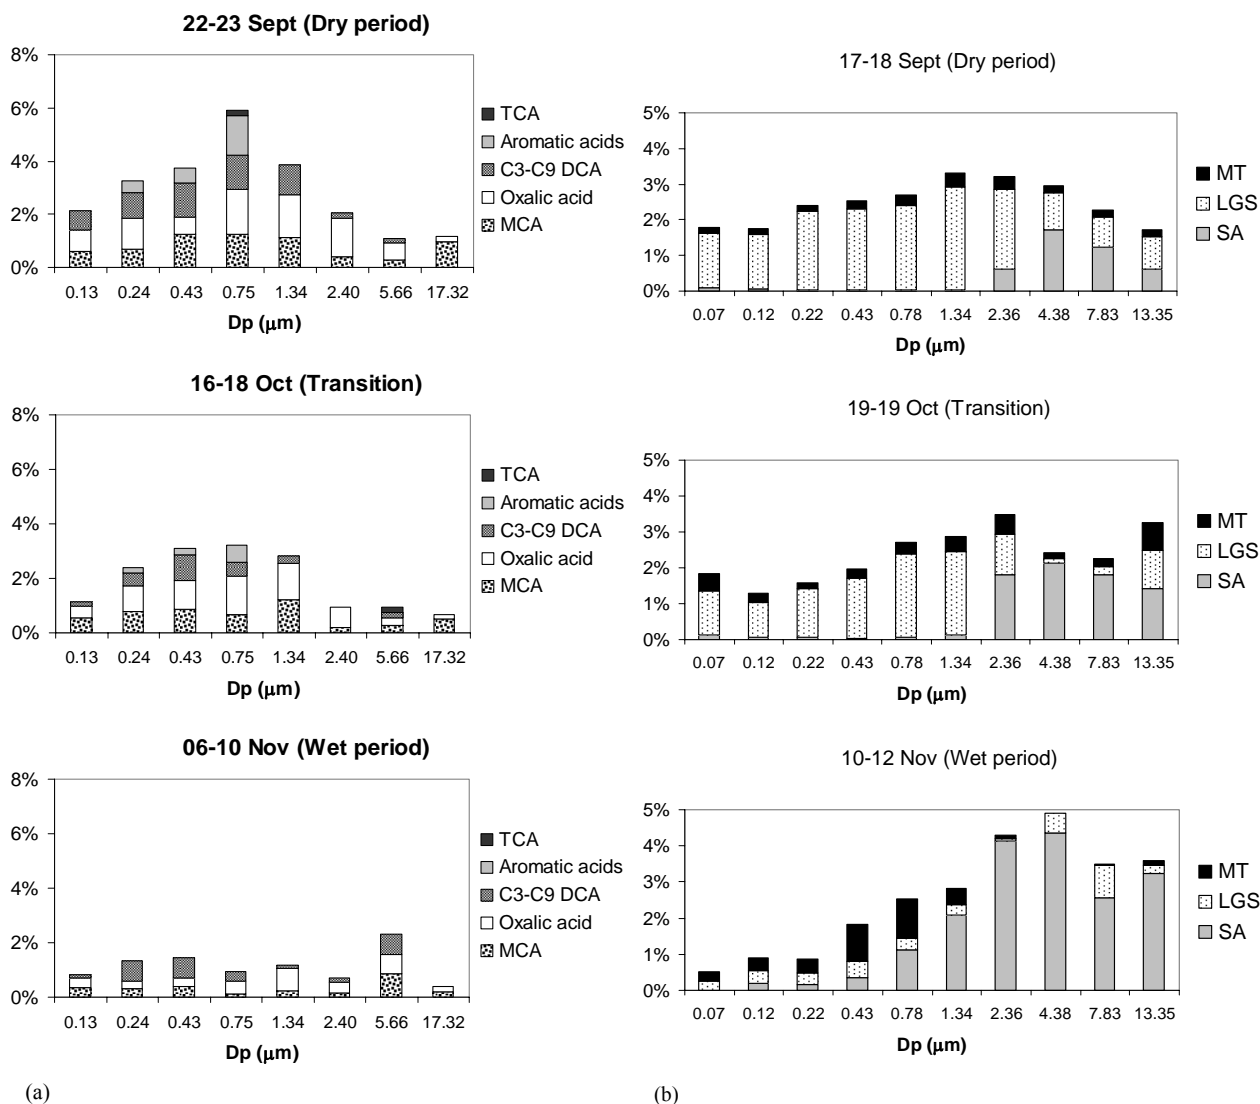 22-23 Sept (Dry period)
8%
6%
4%
2%
0%
0.13 0.24 0.43 0.75 1.34 2.40 5.66 17.32
Dp (μm)
TCA
Aromatic acids
C3-C9 DCA
Oxalic acid
MCA
16-18 Oct (Transition)
8%
6%
4%
2%
0%
0.13 0.24 0.43 0.75 1.34 2.40 5.66 17.32
Dp (μm)
TCA
Aromatic acids
C3-C9 DCA
Oxalic acid
MCA
06-10 Nov (Wet period)
8%
6%
4%
2%
0%
0.13 0.24 0.43 0.75 1.34 2.40 5.66 17.32
Dp (μm)
TCA
Aromatic acids
C3-C9 DCA
Oxalic acid
MCA
(a)
17-18 Sept (Dry period)
5%
4%
3%
2%
1%
0%
0.07 0.12 0.22 0.43 0.78 1.34 2.36 4.38 7.83 13.35
Dp (μm)
MT
LGS
SA
19-19 Oct (Transition)
5%
4%
3%
2%
1%
0%
0.07 0.12 0.22 0.43 0.78 1.34 2.36 4.38 7.83 13.35
Dp (μm)
MT
LGS
SA
10-12 Nov (Wet period)
5%
4%
3%
2%
1%
0%
0.07 0.12 0.22 0.43 0.78 1.34 2.36 4.38 7.83 13.35
Dp (μm)
MT
LGS
SA
(b)